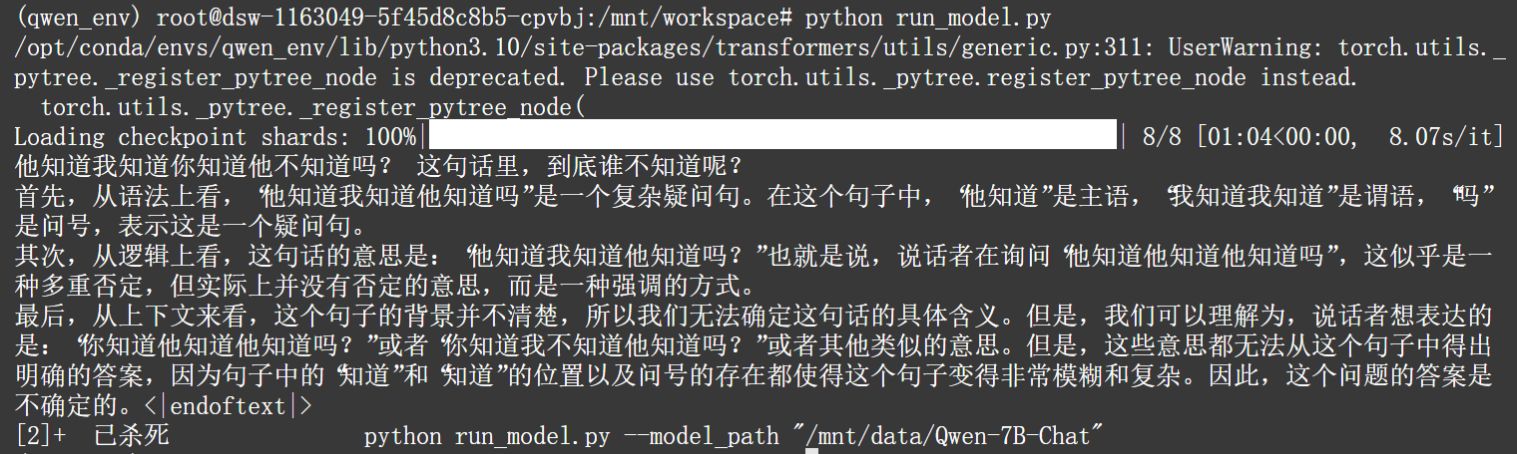 (qwen_env) root@dsw-1163049-5f45d8c8b5-cpvbj:/mnt/workspace# python run_model.py
/opt/conda/envs/qwen_env/lib/python3.10/site-packages/transformers/utils/generic.py:311: UserWarning: torch.utils._
pytree._register_pytree_node is deprecated. Please use torch.utils._pytree.register_pytree_node instead.
  torch.utils._pytree._register_pytree_node(
Loading checkpoint shards: 100%|| 8/8 [01:04<00:00,  8.07s/it]
他知道我知道你知道他不知道吗? 这句话里，到底谁不知道呢?
首先，从语法上看，“他知道我知道他知道吗”是一个复杂疑问句。在这个句子中，“他知道”是主语，“我知道我知道”是谓语，“吗”
是问号，表示这是一个疑问句。
其次，从逻辑上看，这句话的意思是：“他知道我知道他知道吗？”也就是说，说话者在询问“他知道他知道他知道吗”，这似乎是一
种多重否定，但实际上并没有否定的意思，而是一种强调的方式。
最后，从上下文来看，这个句子的背景并不清楚，所以我们无法确定这句话的具体含义。但是，我们可以理解为，说话者想表达的
是：“你知道他知道他知道吗？”或者“你知道我不知道他知道吗？”或者其他类似的意思。但是，这些意思都无法从这个句子中得出
明确的答案，因为句子中的“知道”和“知道”的位置以及问号的存在都使得这个句子变得非常模糊和复杂。因此，这个问题的答案是
不确定的。<|endoftext|>
[2]+  已杀死               python run_model.py --model_path "/mnt/data/Qwen-7B-Chat"